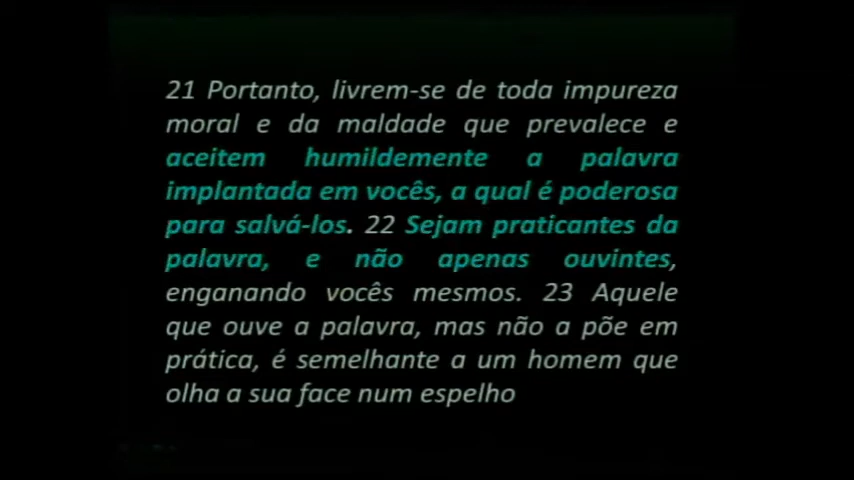 21 Portanto, livrem-se de toda impureza
moral e da maldade que prevalece e
aceitem humildemente a palavra
implantada em vocês, a qual é poderosa
para salvá-los. 22 Sejam praticantes da
palavra, e não apenas ouvintes,
enganando vocês mesmos. 23 Aquele
que ouve a palavra, mas não a põe em
prática, é semelhante a um homem que
olha a sua face num espelho